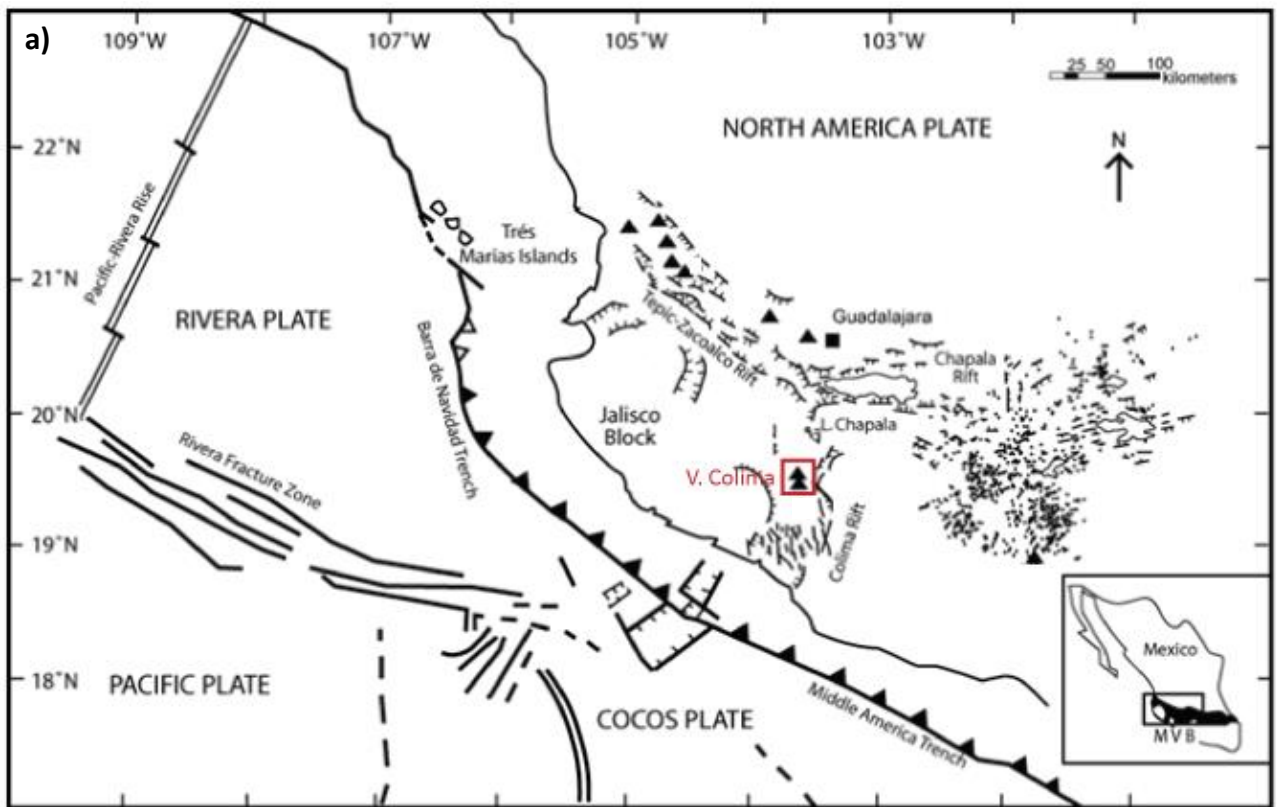 a)
109°W
107°W
105°W
103°W
25 50 100
kilometers
NORTH AMERICA PLATE
N
22°N
Pacific-Rivera Rise
Trés
Marías Islands
21°N
RIVERA PLATE
Tepic-Zacoalco Rift
Guadalajara
Chapala
Rift
Barra de Navidad Trench
20°N
Jalisco
Block
L.Chapala
Rivera Fracture Zone
V. Colima
19°N
Colima Rift
18°N
PACIFIC PLATE
COCOS PLATE
Middle America Trench
Mexico
M V B